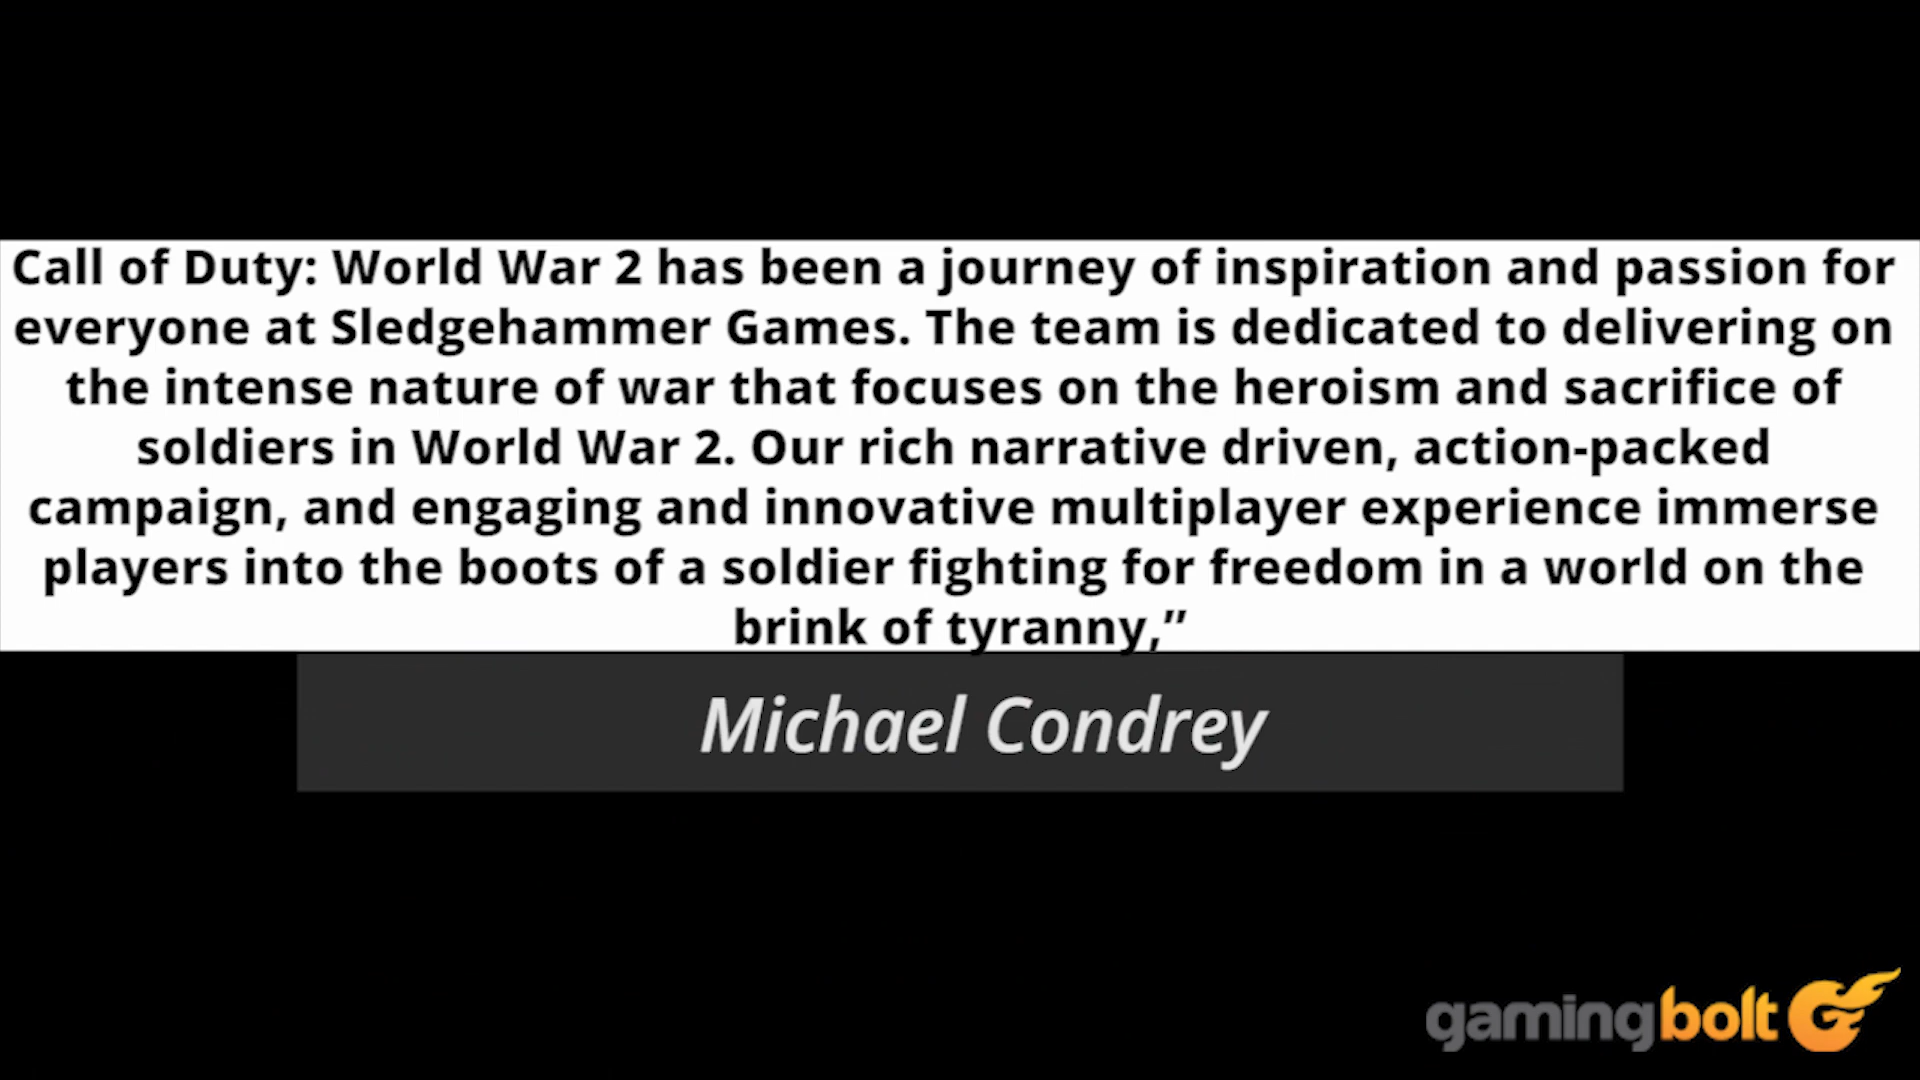 Call of Duty: World War 2 has been a journey of inspiration and passion for
everyone at Sledgehammer Games. The team is dedicated to delivering on
the intense nature of war that focuses on the heroism and sacrifice of
soldiers in World War 2. Our rich narrative driven, action-packed
campaign, and engaging and innovative multiplayer experience immerse
players into the boots of a soldier fighting for freedom in a world on the
brink of tyranny,”
Michael Condrey
gamingbolt